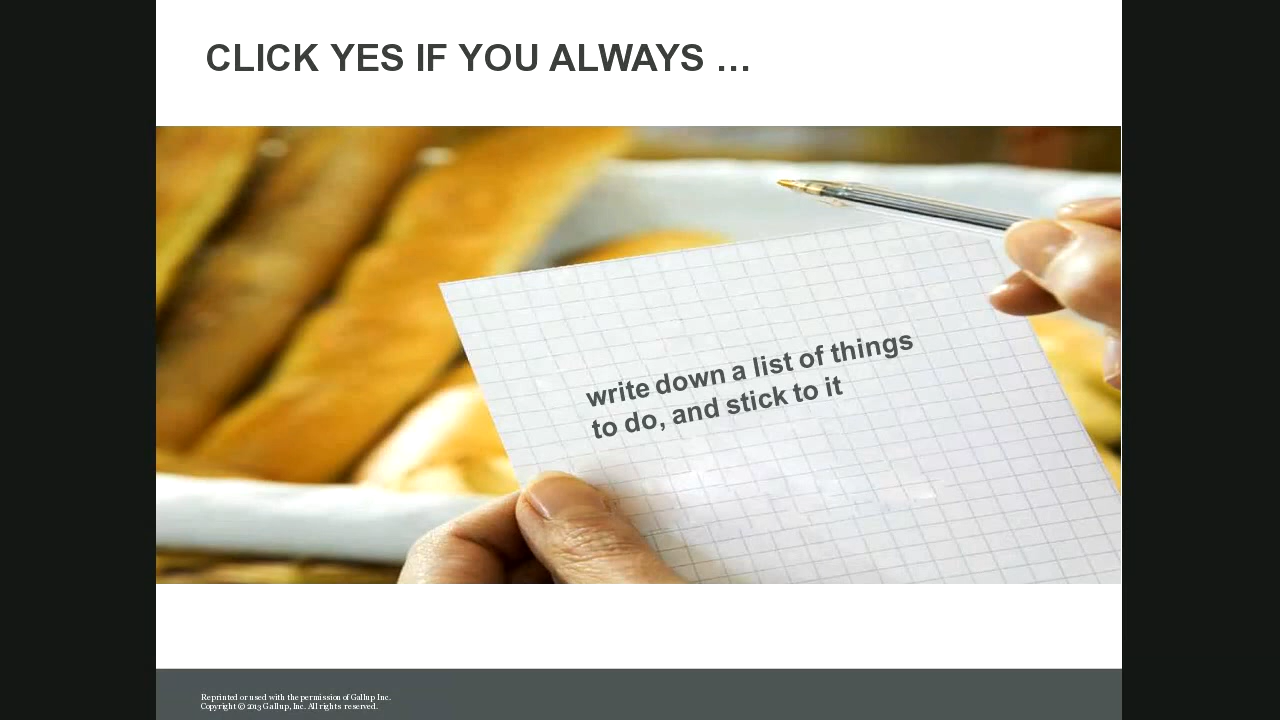 CLICK YES IF YOU ALWAYS ...
write down a list of things
to do, and stick to it
Reprinted or used with the permission of Gallup Inc.
Copyright © 2013 Gallup, Inc. All rights reserved.